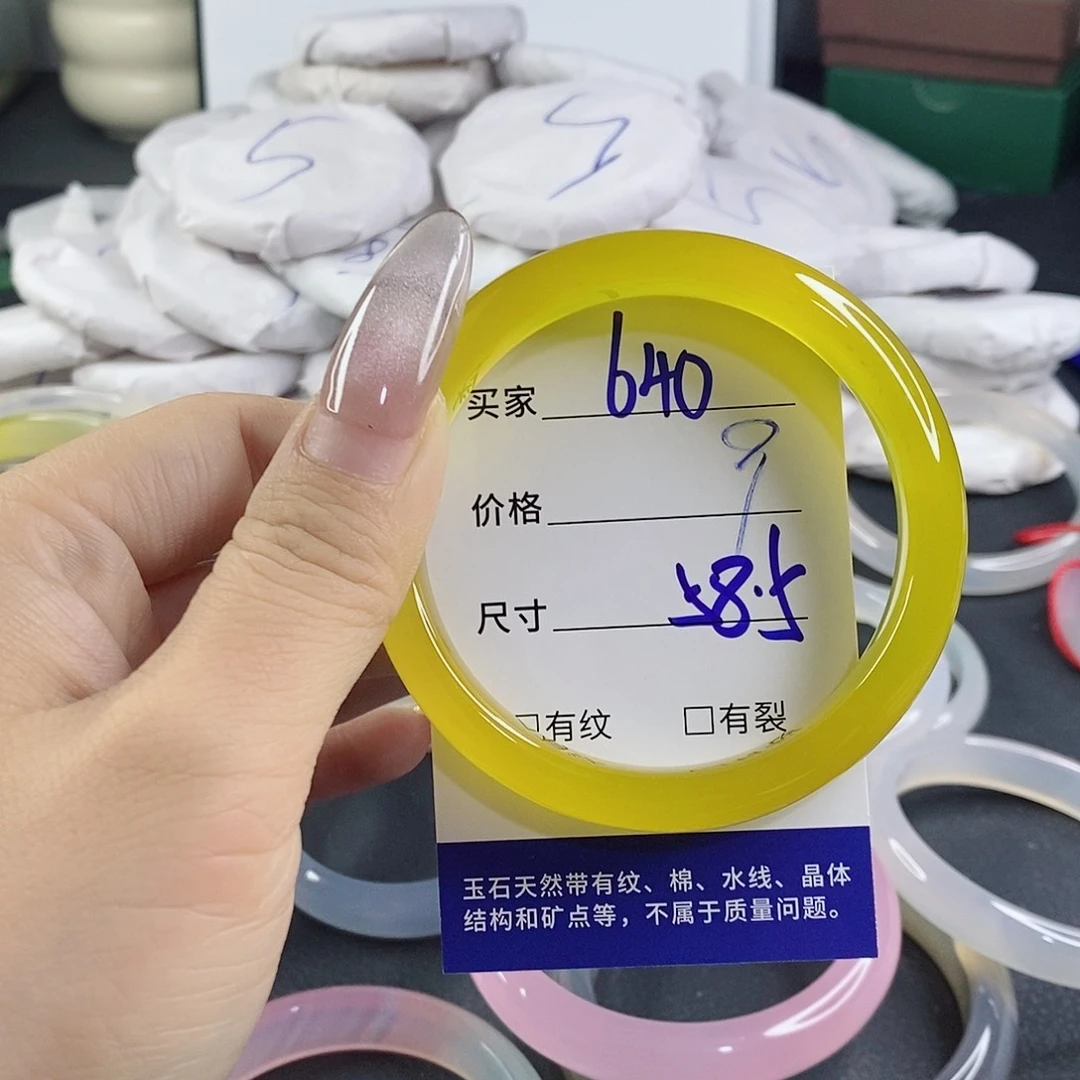 5
买家 640
价格 9
尺寸 58.5
□有纹 □有裂
玉石天然带有纹、棉、水线、晶体
结构和矿点等，不属于质量问题。